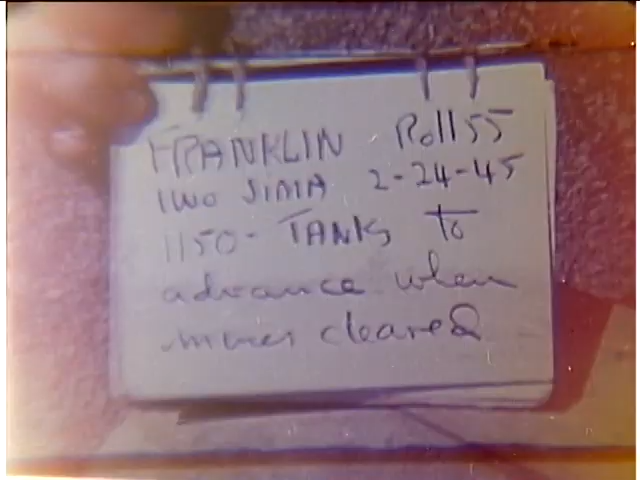 FRANKLIN Roll 55
IWO JIMA 2-24-45
1150- TANKS to
advance when
mines cleared